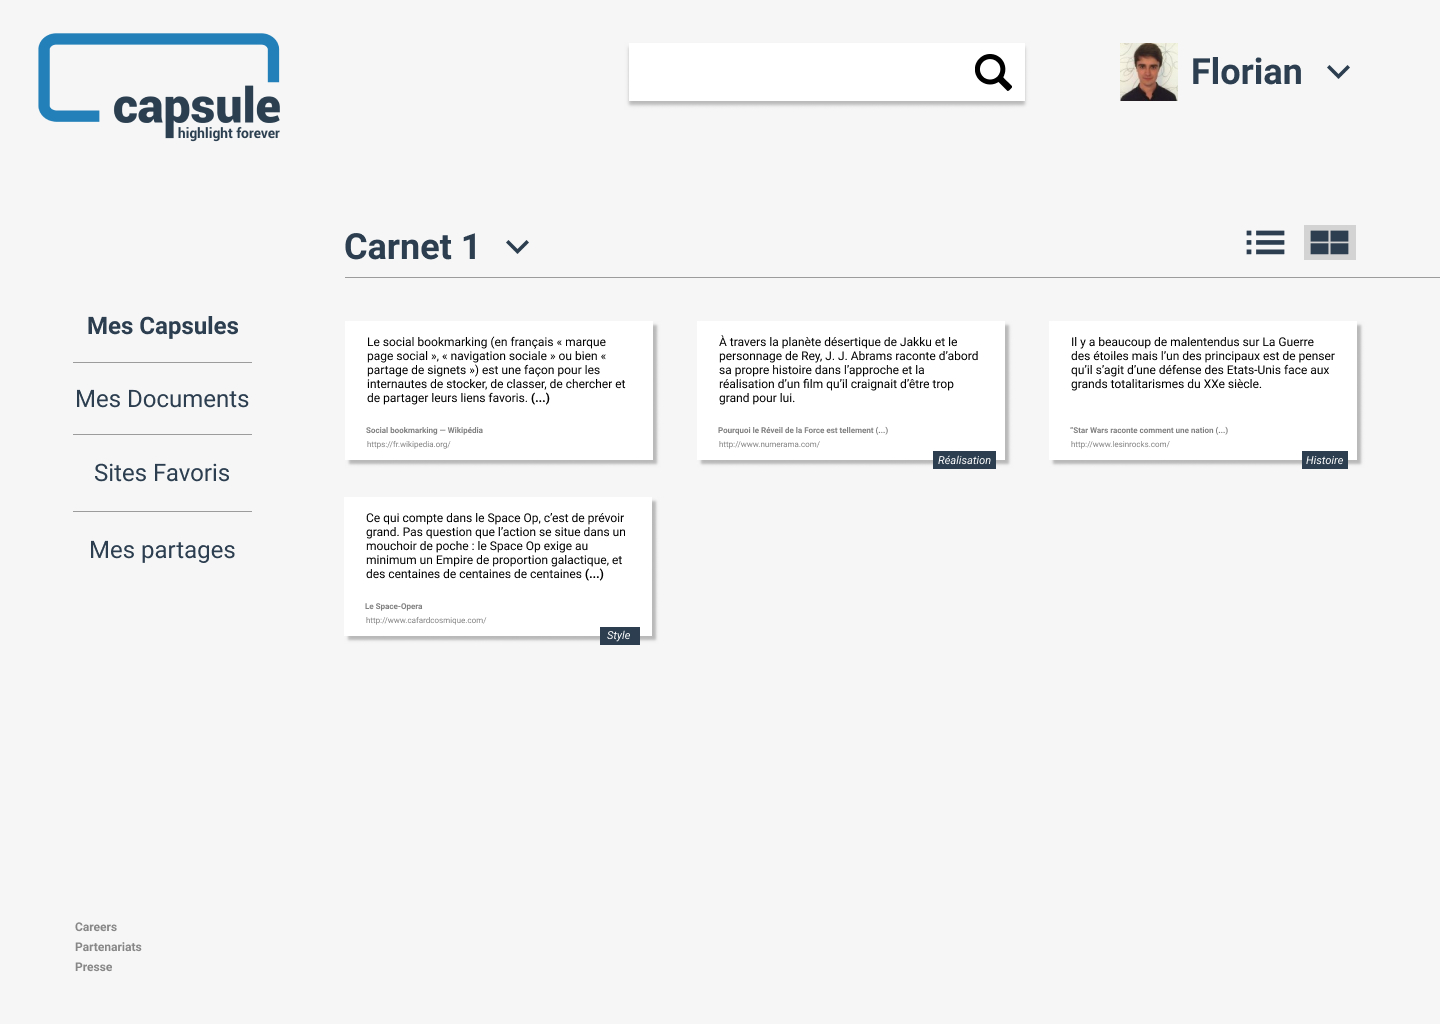 capsule
highlight forever
Florian
Carnet 1
Mes Capsules
Mes Documents
Sites Favoris
Mes partages
Le social bookmarking (en français « marque
page social », « navigation sociale » ou bien «
partage de signets ») est une façon pour les
internautes de stocker, de classer, de chercher et
de partager leurs liens favoris. (...)
Social bookmarking — Wikipédia
https://fr.wikipedia.org/
À travers la planète désertique de Jakku et le
personnage de Rey, J. J. Abrams raconte d’abord
sa propre histoire dans l’approche et la
réalisation d’un film qu’il craignait d’être trop
grand pour lui.
Pourquoi le Réveil de la Force est tellement (...)
http://www.numerama.com/
Réalisation
Il y a beaucoup de malentendus sur La Guerre
des étoiles mais l’un des principaux est de penser
qu’il s’agit d’une défense des Etats-Unis face aux
grands totalitarismes du XXe siècle.
"Star Wars raconte comment une nation (...)
http://www.lesinrocks.com/
Histoire
Ce qui compte dans le Space Op, c’est de prévoir
grand. Pas question que l’action se situe dans un
mouchoir de poche : le Space Op exige au
minimum un Empire de proportion galactique, et
des centaines de centaines de centaines (...)
Le Space-Opera
http://www.cafardcosmique.com/
Style
Careers
Partenariats
Presse